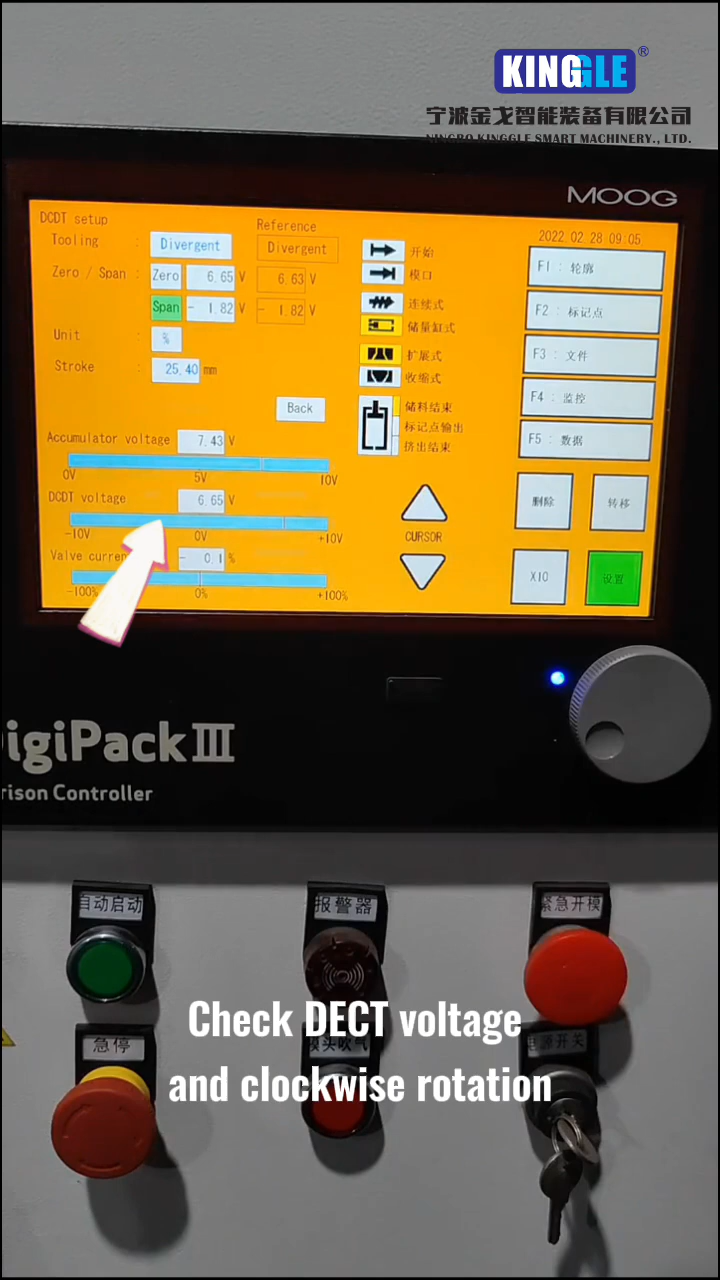 KINGGLE®
宁波金戈智能装备有限公司
NINGBO KINGGLE SMART MACHINERY., LTD.
MOOG
DCDT setup
Reference
2022.02.28 09:05
Tooling : Divergent Divergent
Zero / Span : Zero 6.65 V 6.63 V
Span - 1.82 V - 1.82 V
Unit : %
Stroke : 25.40 mm
Back
Accumulator voltage 7.43 V
0V 5V 10V
DCDT voltage 6.65 V
-10V 0V +10V
Valve curren - 0.1 %
-100% 0% +100%
开始
模口
连续式
储量缸式
扩展式
收缩式
储料结束
标记点输出
挤出结束
CURSOR
F1 : 轮廓
F2 : 标记点
F3 : 文件
F4 : 监控
F5 : 数据
删除 转移
X10 设置
igiPack III
rison Controller
自动启动 报警器 紧急开模
Check DECT voltage
and clockwise rotation
急停 模头吹气 电源开关